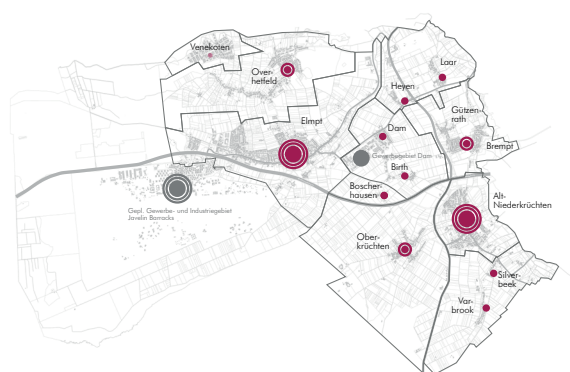 Venekoten
Laar
Over-
hetfeld
Heyen
Gützen-
rath
Elmpt
Dam
Brempt
Gewerbegebiet Dam
Birth
Boscher-
hausen
Alt-
Niederkrüchten
Gepl. Gewerbe- und Industriegebiet
Javelin Barracks
Ober-
krüchten
Silver-
beek
Var-
brook